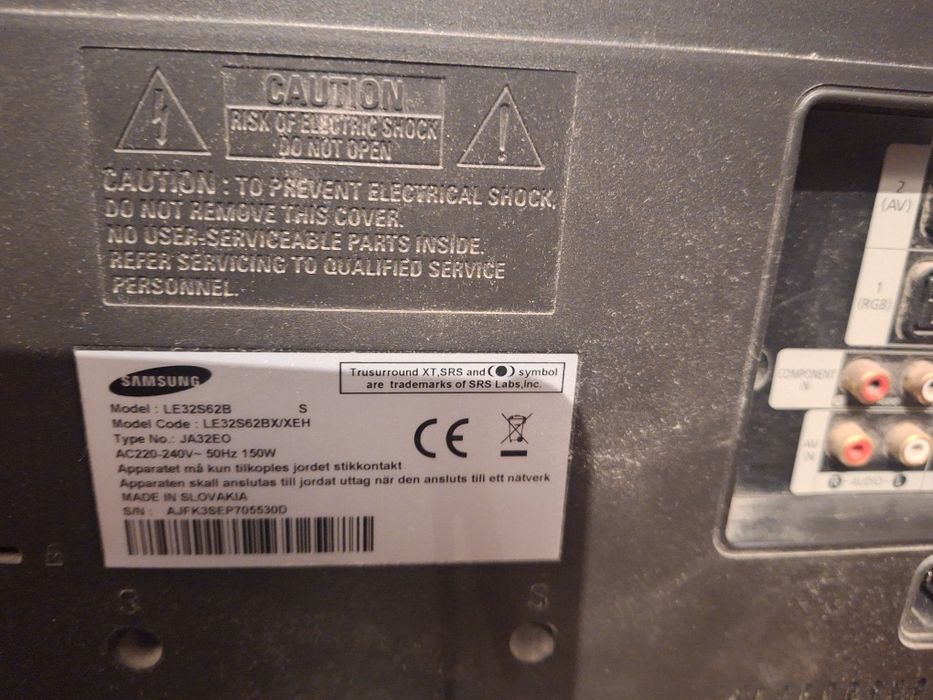 CAUTION
RISK OF ELECTRIC SHOCK
DO NOT OPEN
CAUTION : TO PREVENT ELECTRICAL SHOCK,
DO NOT REMOVE THIS COVER.
NO USER-SERVICEABLE PARTS INSIDE.
REFER SERVICING TO QUALIFIED SERVICE
PERSONNEL.
SAMSUNG
Trusurround XT,SRS and symbol
are trademarks of SRS Labs,Inc.
Model : LE32S62B S
Model Code : LE32S62BX/XEH
Type No.: JA32EO
AC220-240V~ 50Hz 150W
Apparatet må kun tilkoples jordet stikkontakt
Apparaten skall anslutas till jordat uttag när den ansluts till ett nätverk
MADE IN SLOVAKIA
S/N : AJFK3SEP705530D
CE
2
(AV)
1
(RGB)
COMPONENT
IN
AV
IN
R - AUDIO - L
S